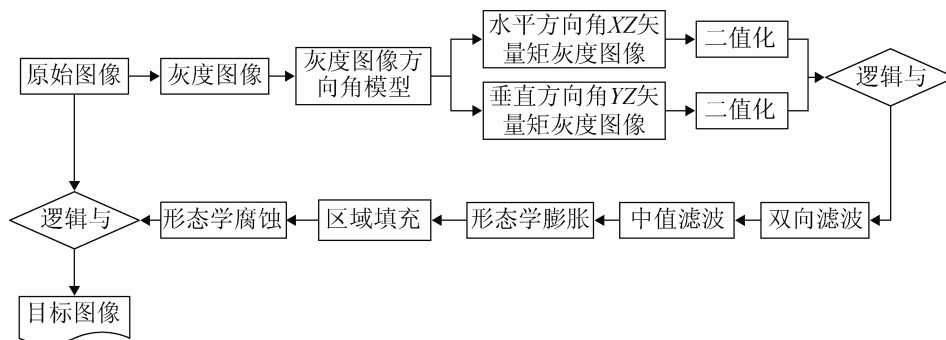 原始图像
灰度图像
灰度图像方
向角模型
水平方向角XZ矢
量矩灰度图像
二值化
垂直方向角YZ矢
量矩灰度图像
二值化
逻辑与
双向滤波
中值滤波
形态学膨胀
区域填充
形态学腐蚀
逻辑与
目标图像